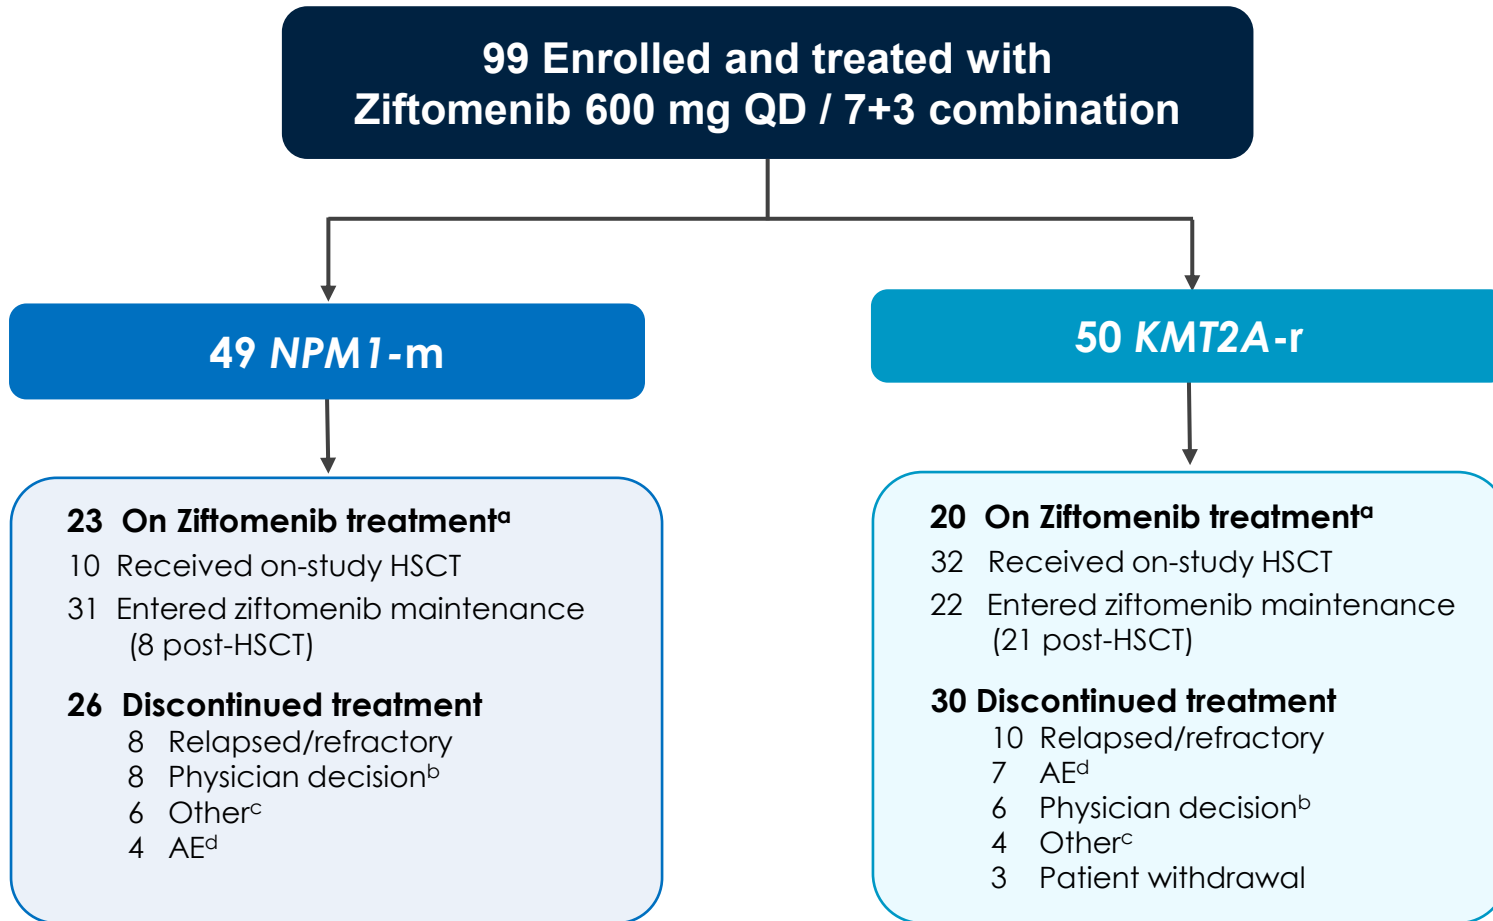 99 Enrolled and treated with
Ziftomenib 600 mg QD / 7+3 combination
49 NPM1-m
23 On Ziftomenib treatmentᵃ
10 Received on-study HSCT
31 Entered ziftomenib maintenance
(8 post-HSCT)
26 Discontinued treatment
8 Relapsed/refractory
8 Physician decisionᵇ
6 Otherᶜ
4 AEᵈ
50 KMT2A-r
20 On Ziftomenib treatmentᵃ
32 Received on-study HSCT
22 Entered ziftomenib maintenance
(21 post-HSCT)
30 Discontinued treatment
10 Relapsed/refractory
7 AEᵈ
6 Physician decisionᵇ
4 Otherᶜ
3 Patient withdrawal